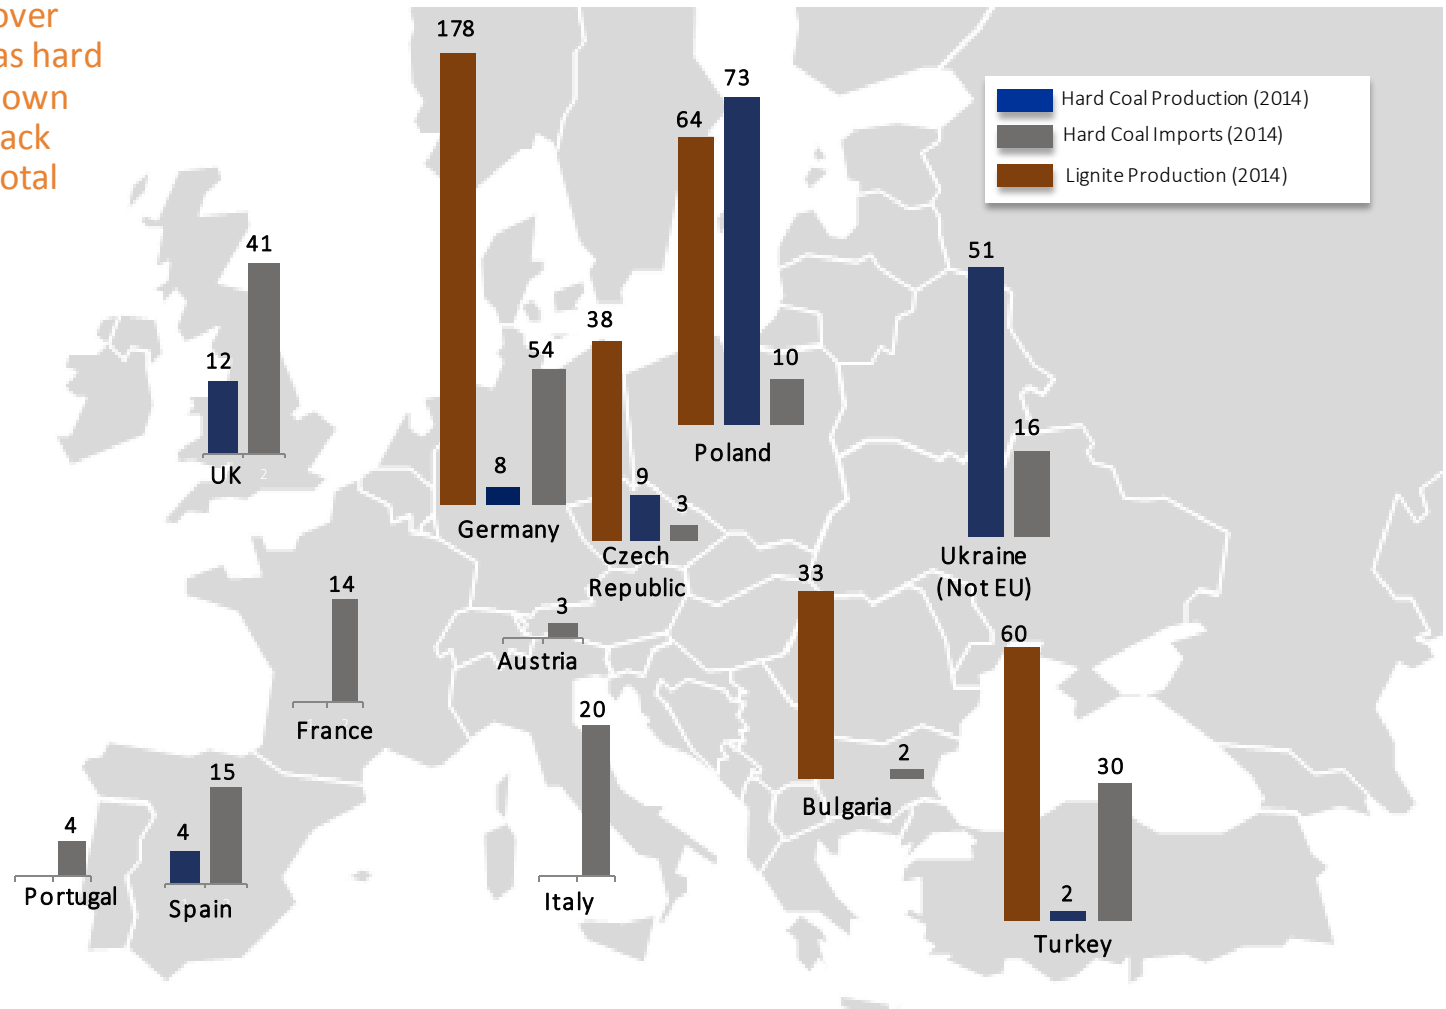 over
as hard
own
ack
otal
Hard Coal Production (2014)
Hard Coal Imports (2014)
Lignite Production (2014)
178
73
64
51
41
38
54
12
10
16
8
9
3
UK
2
Poland
Germany
Czech
Republic
Ukraine
(Not EU)
33
14
3
60
Austria
20
France
2
30
15
4
4
Bulgaria
2
Portugal
Spain
Italy
Turkey